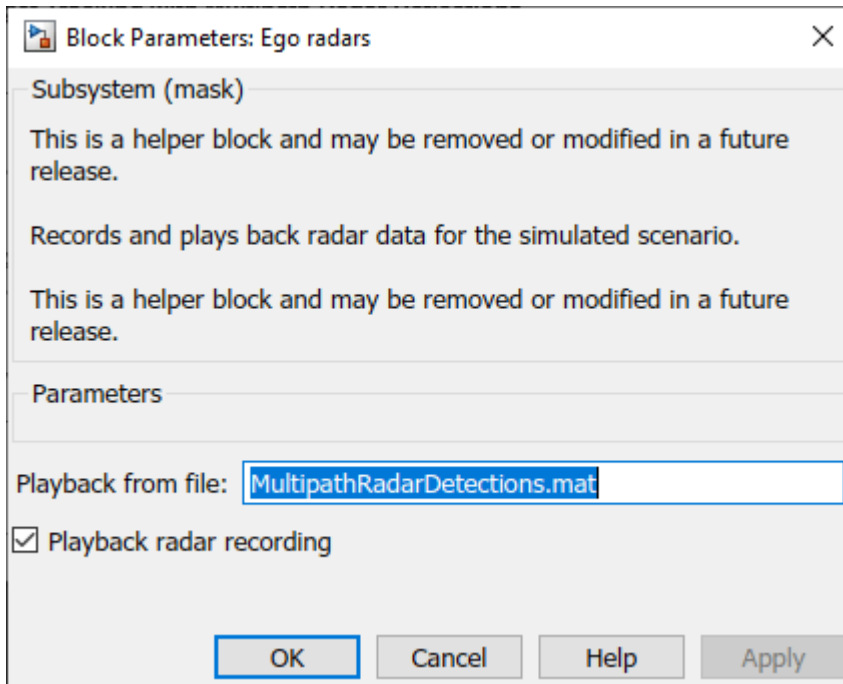 Block Parameters: Ego radars
Subsystem (mask)
This is a helper block and may be removed or modified in a future
release.
Records and plays back radar data for the simulated scenario.
This is a helper block and may be removed or modified in a future
release.
Parameters
Playback from file: MultipathRadarDetections.mat
Playback radar recording
OK Cancel Help Apply